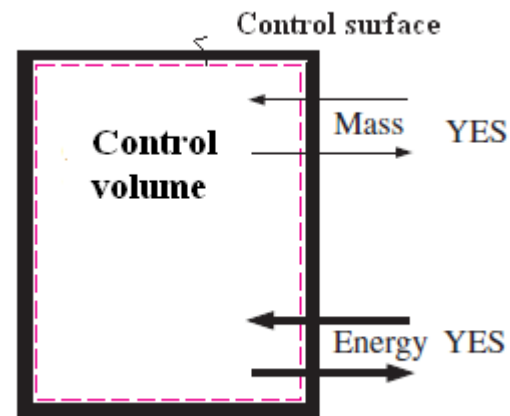 Control surface
Mass YES
Control
volume
Energy YES